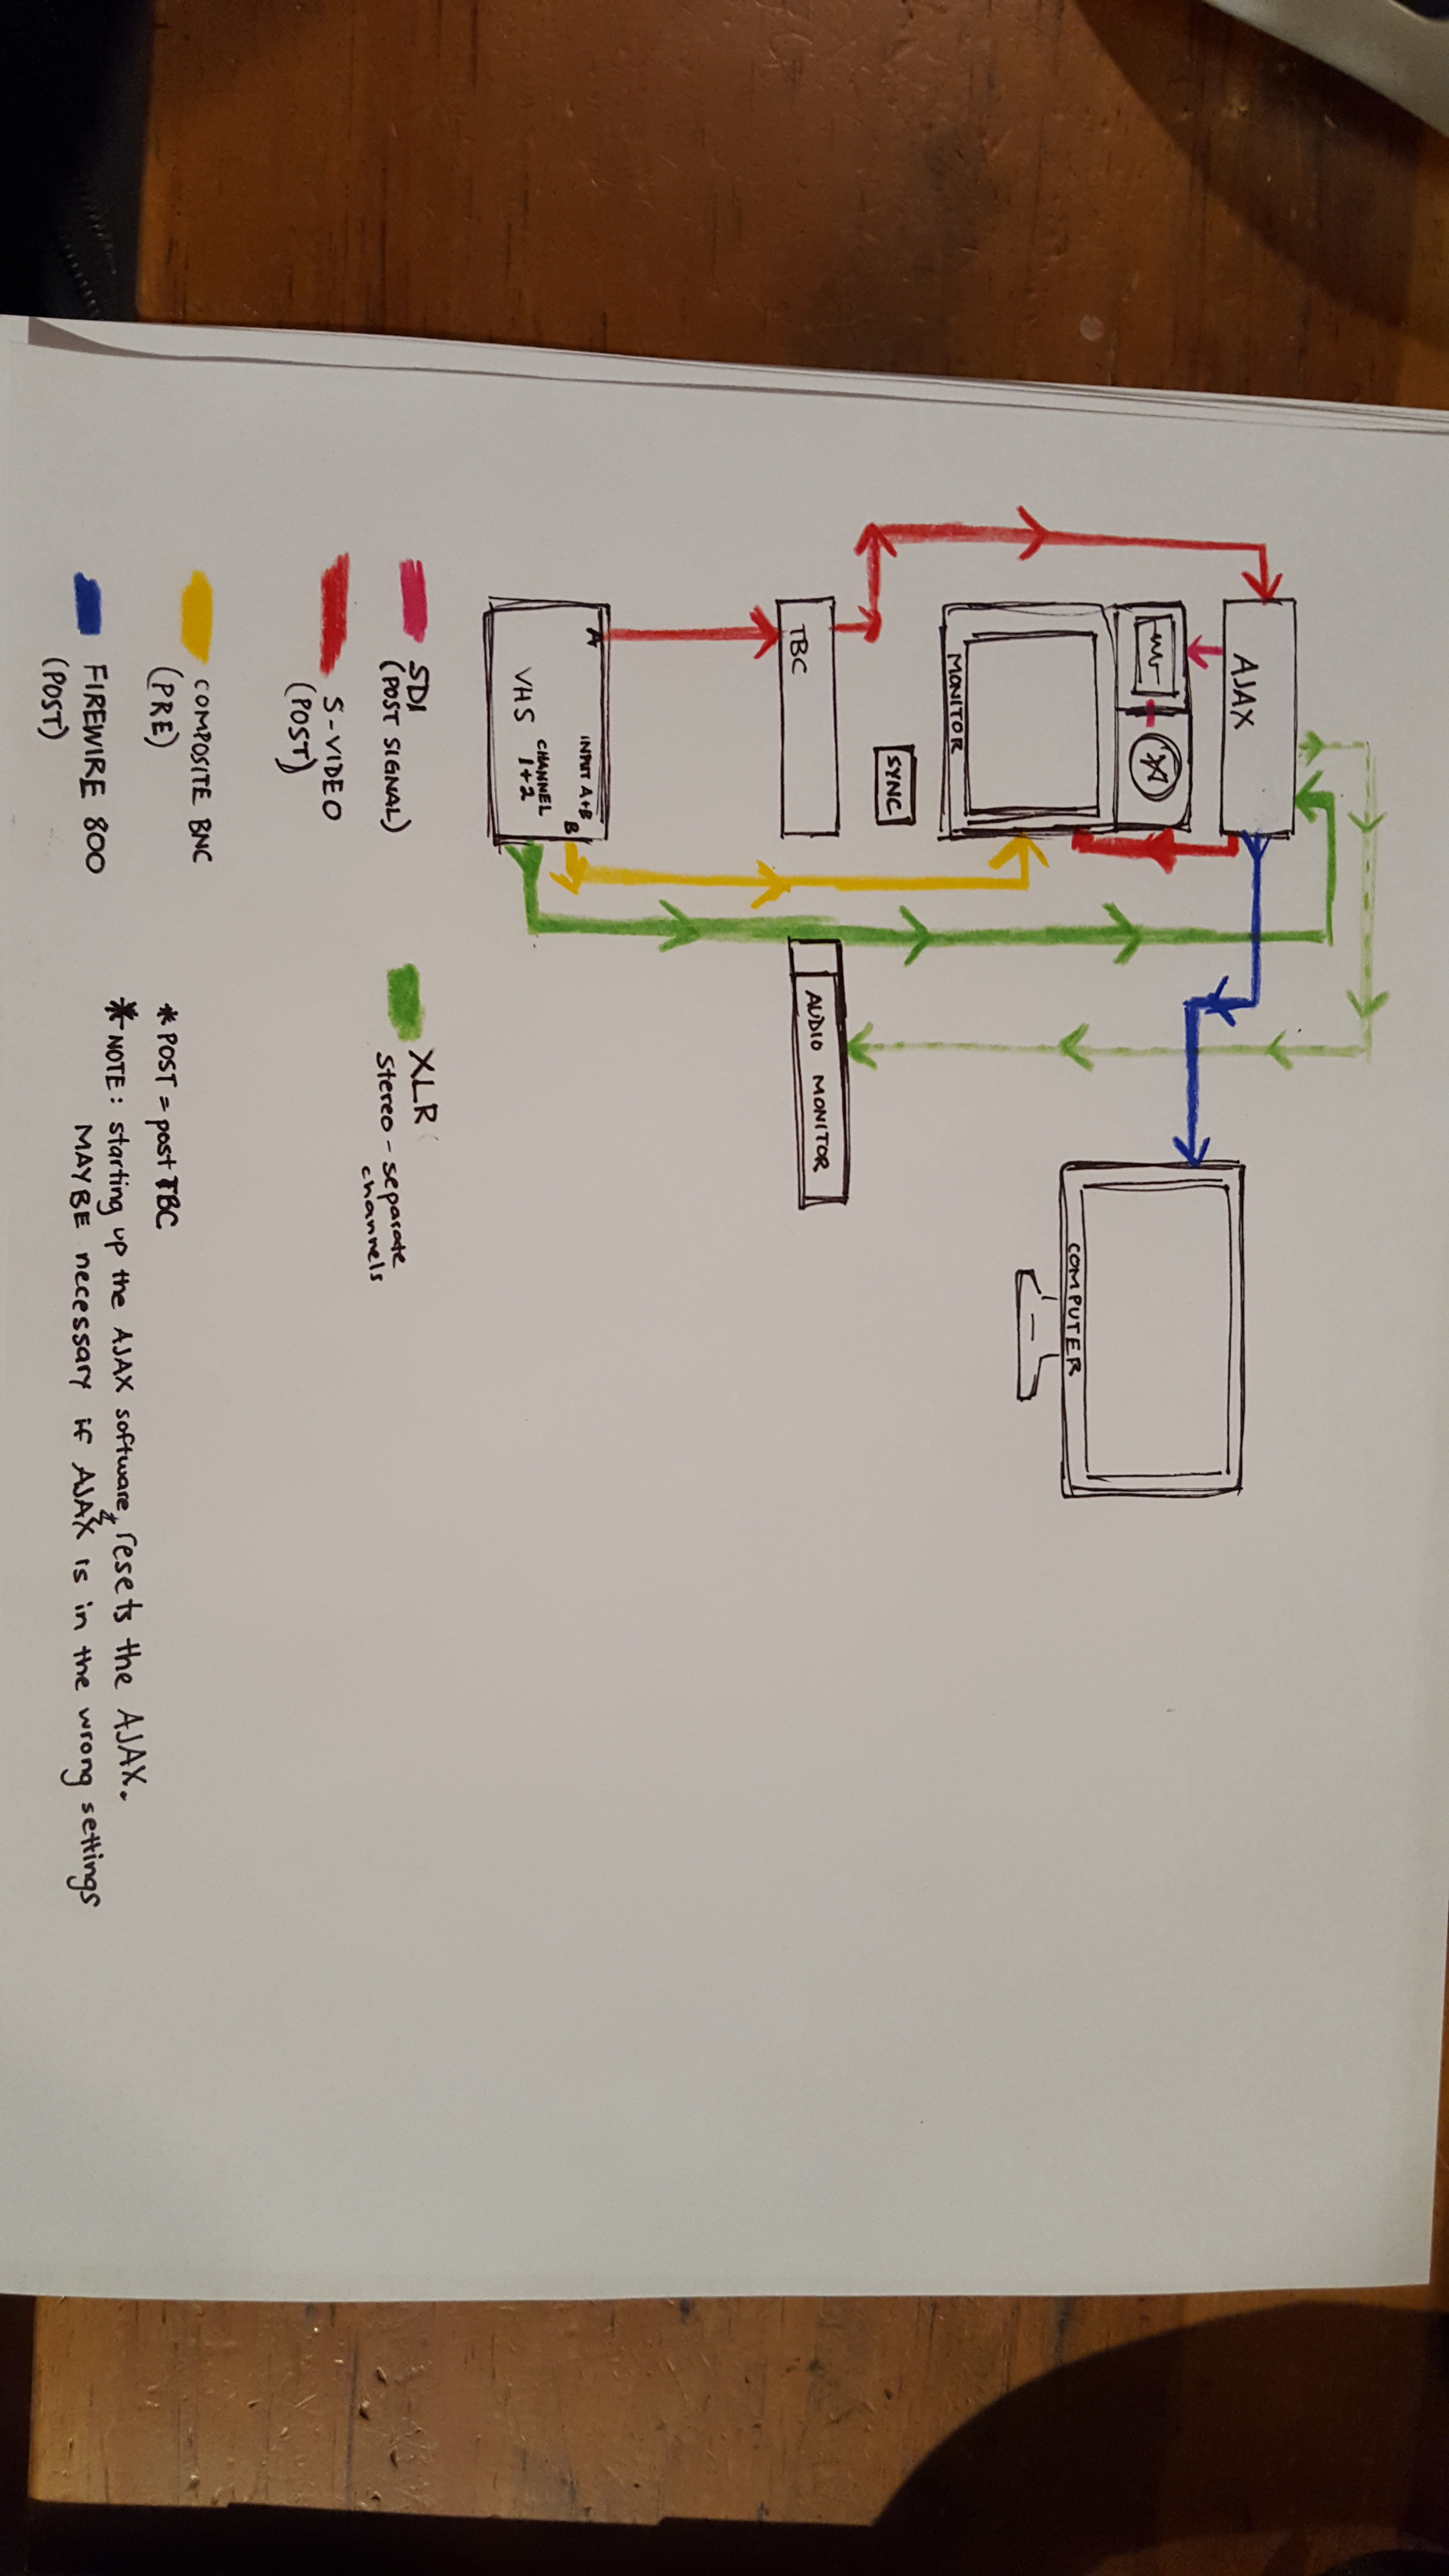 AJAX
MONITOR
SYNC
TBC
A
INPUT A+B
B
CHANNEL
1+2
VHS
COMPUTER
AUDIO MONITOR
SDI
(POST SIGNAL)
S-VIDEO
(POST)
COMPOSITE BNC
(PRE)
FIREWIRE 800
(POST)
XLR
Stereo - separate
channels
* POST = post TBC
* NOTE: starting up the AJAX software, resets the AJAX.
MAYBE necessary if AJAX is in the wrong settings